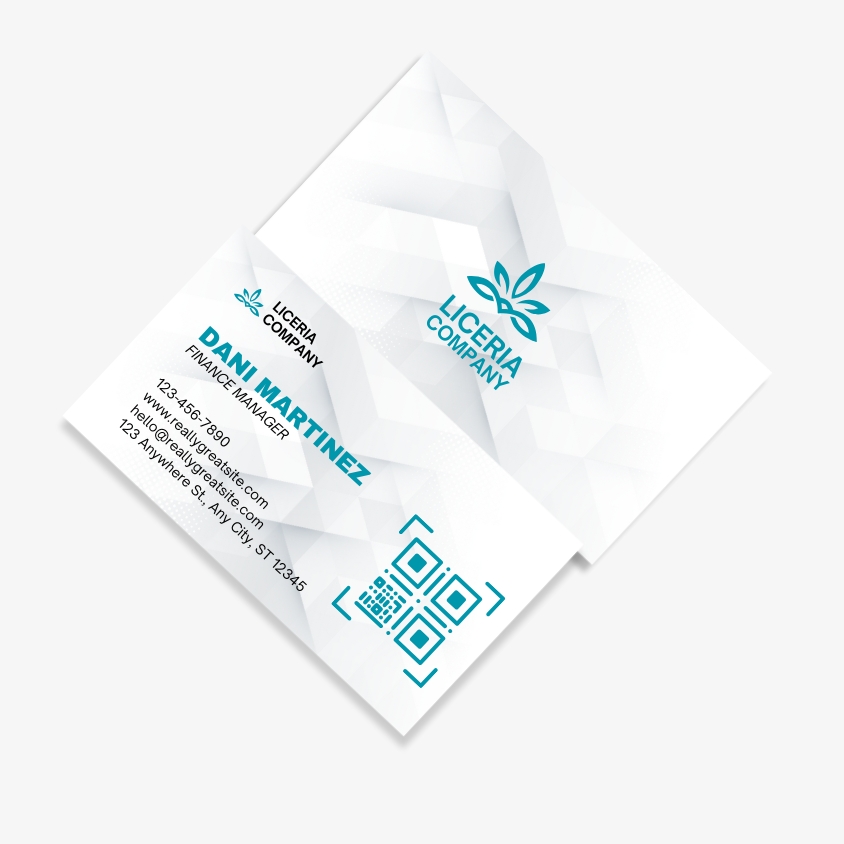 LICERIA
COMPANY
DANI MARTINEZ
FINANCE MANAGER
123-456-7890
www.reallygreatsite.com
hello@reallygreatsite.com
123 Anywhere St., Any City, ST 12345
LICERIA
COMPANY